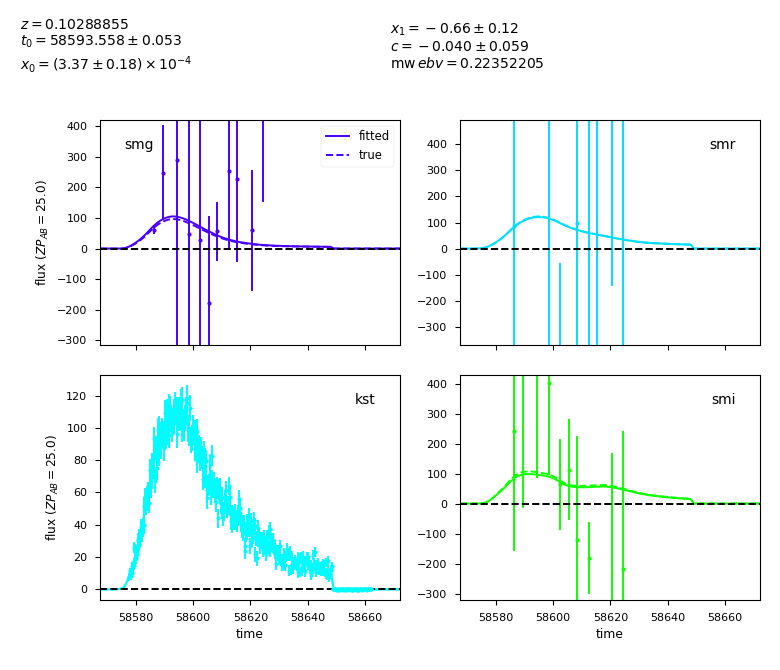 z = 0.10288855
t₀ = 58593.558 ± 0.053
x₀ = (3.37 ± 0.18) × 10⁻⁴
x₁ = −0.66 ± 0.12
c = −0.040 ± 0.059
mw ebv = 0.22352205
400
300
200
100
0
−100
−200
−300
flux (ZP_AB = 25.0)
smg
fitted
true
400
300
200
100
0
−100
−200
−300
smr
120
100
80
60
40
20
0
flux (ZP_AB = 25.0)
kst
58580
58600
58620
58640
58660
time
400
300
200
100
0
−100
−200
−300
smi
58580
58600
58620
58640
58660
time